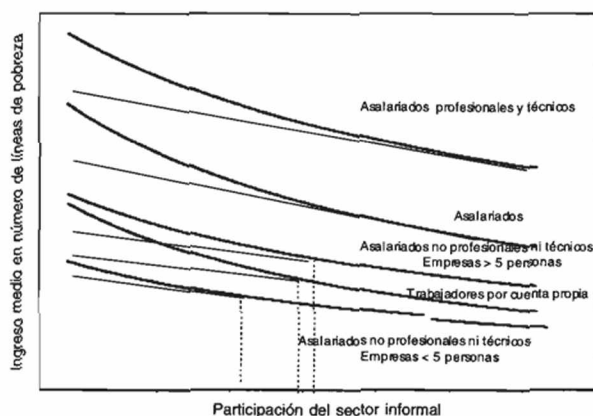 Ingreso medio en número de líneas de pobreza
Asalariados profesionales y técnicos
Asalariados
Asalariados no profesionales ni técnicos
Empresas > 5 personas
Trabajadores por cuenta propia
Asalariados no profesionales ni técnicos
Empresas < 5 personas
Participación del sector informal